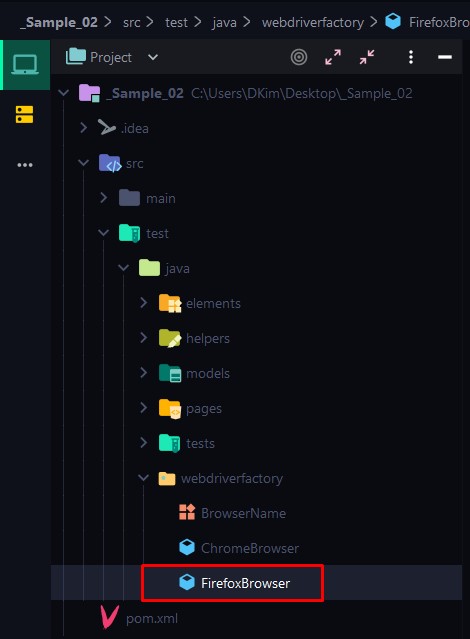 _Sample_02 > src > test > java > webdriverfactory > FirefoxBro
Project
_Sample_02 C:\Users\DKim\Desktop\_Sample_02
.idea
src
main
test
java
elements
helpers
models
pages
tests
webdriverfactory
BrowserName
ChromeBrowser
FirefoxBrowser
pom.xml